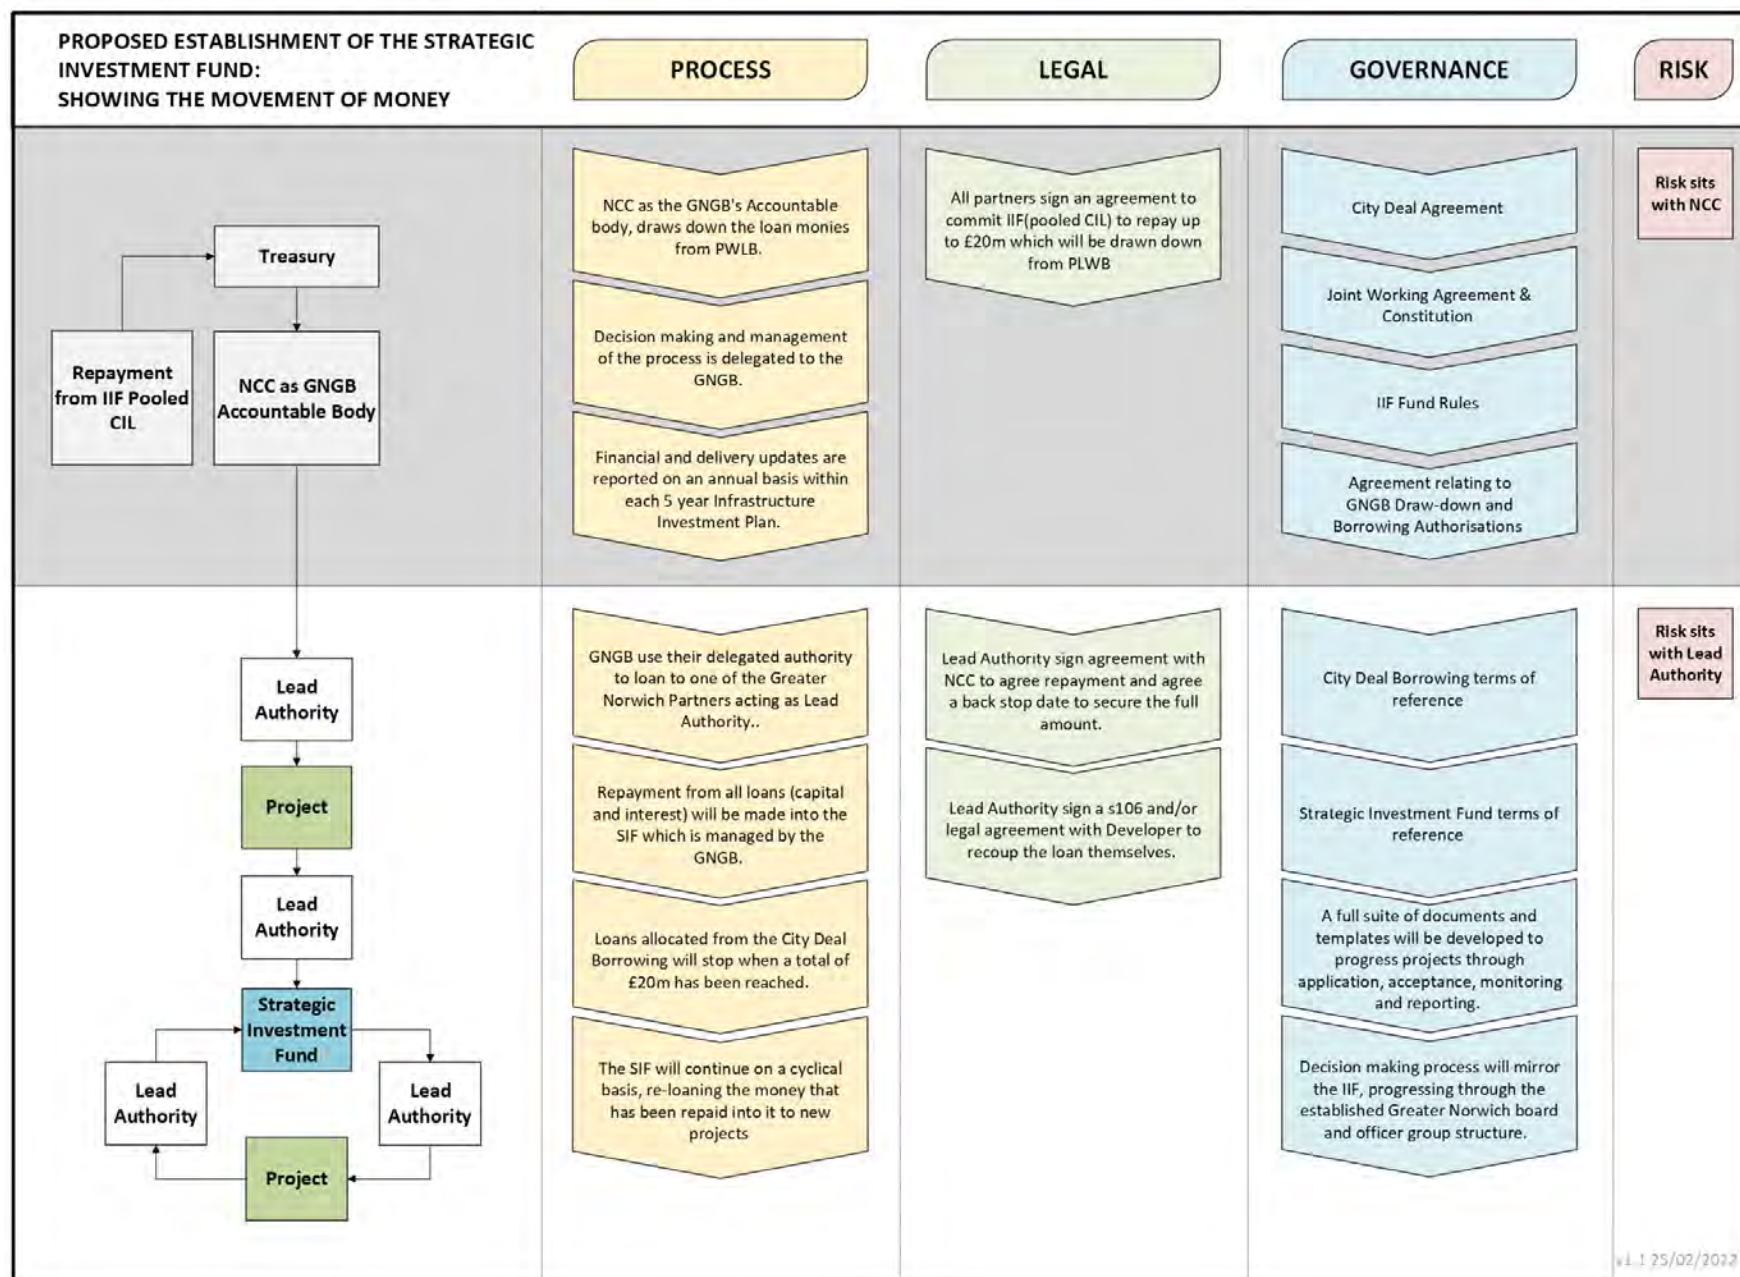 PROPOSED ESTABLISHMENT OF THE STRATEGIC
INVESTMENT FUND:
SHOWING THE MOVEMENT OF MONEY
PROCESS
LEGAL
GOVERNANCE
RISK
Treasury
Repayment
from IIF Pooled
CIL
NCC as GNGB
Accountable Body
NCC as the GNGB's Accountable
body, draws down the loan monies
from PWLB.
Decision making and management
of the process is delegated to the
GNGB.
Financial and delivery updates are
reported on an annual basis within
each 5 year Infrastructure
Investment Plan.
All partners sign an agreement to
commit IIF(pooled CIL) to repay up
to £20m which will be drawn down
from PLWB
City Deal Agreement
Joint Working Agreement &
Constitution
IIF Fund Rules
Agreement relating to
GNGB Draw-down and
Borrowing Authorisations
Risk sits
with NCC
Lead
Authority
Project
Lead
Authority
Strategic
Investment
Fund
Lead
Authority
Lead
Authority
Project
GNGB use their delegated authority
to loan to one of the Greater
Norwich Partners acting as Lead
Authority..
Repayment from all loans (capital
and interest) will be made into the
SIF which is managed by the
GNGB.
Loans allocated from the City Deal
Borrowing will stop when a total of
£20m has been reached.
The SIF will continue on a cyclical
basis, re-loaning the money that
has been repaid into it to new
projects
Lead Authority sign agreement with
NCC to agree repayment and agree
a back stop date to secure the full
amount.
Lead Authority sign a s106 and/or
legal agreement with Developer to
recoup the loan themselves.
City Deal Borrowing terms of
reference
Strategic Investment Fund terms of
reference
A full suite of documents and
templates will be developed to
progress projects through
application, acceptance, monitoring
and reporting.
Decision making process will mirror
the IIF, progressing through the
established Greater Norwich board
and officer group structure.
Risk sits
with Lead
Authority
v1.1 25/02/2022